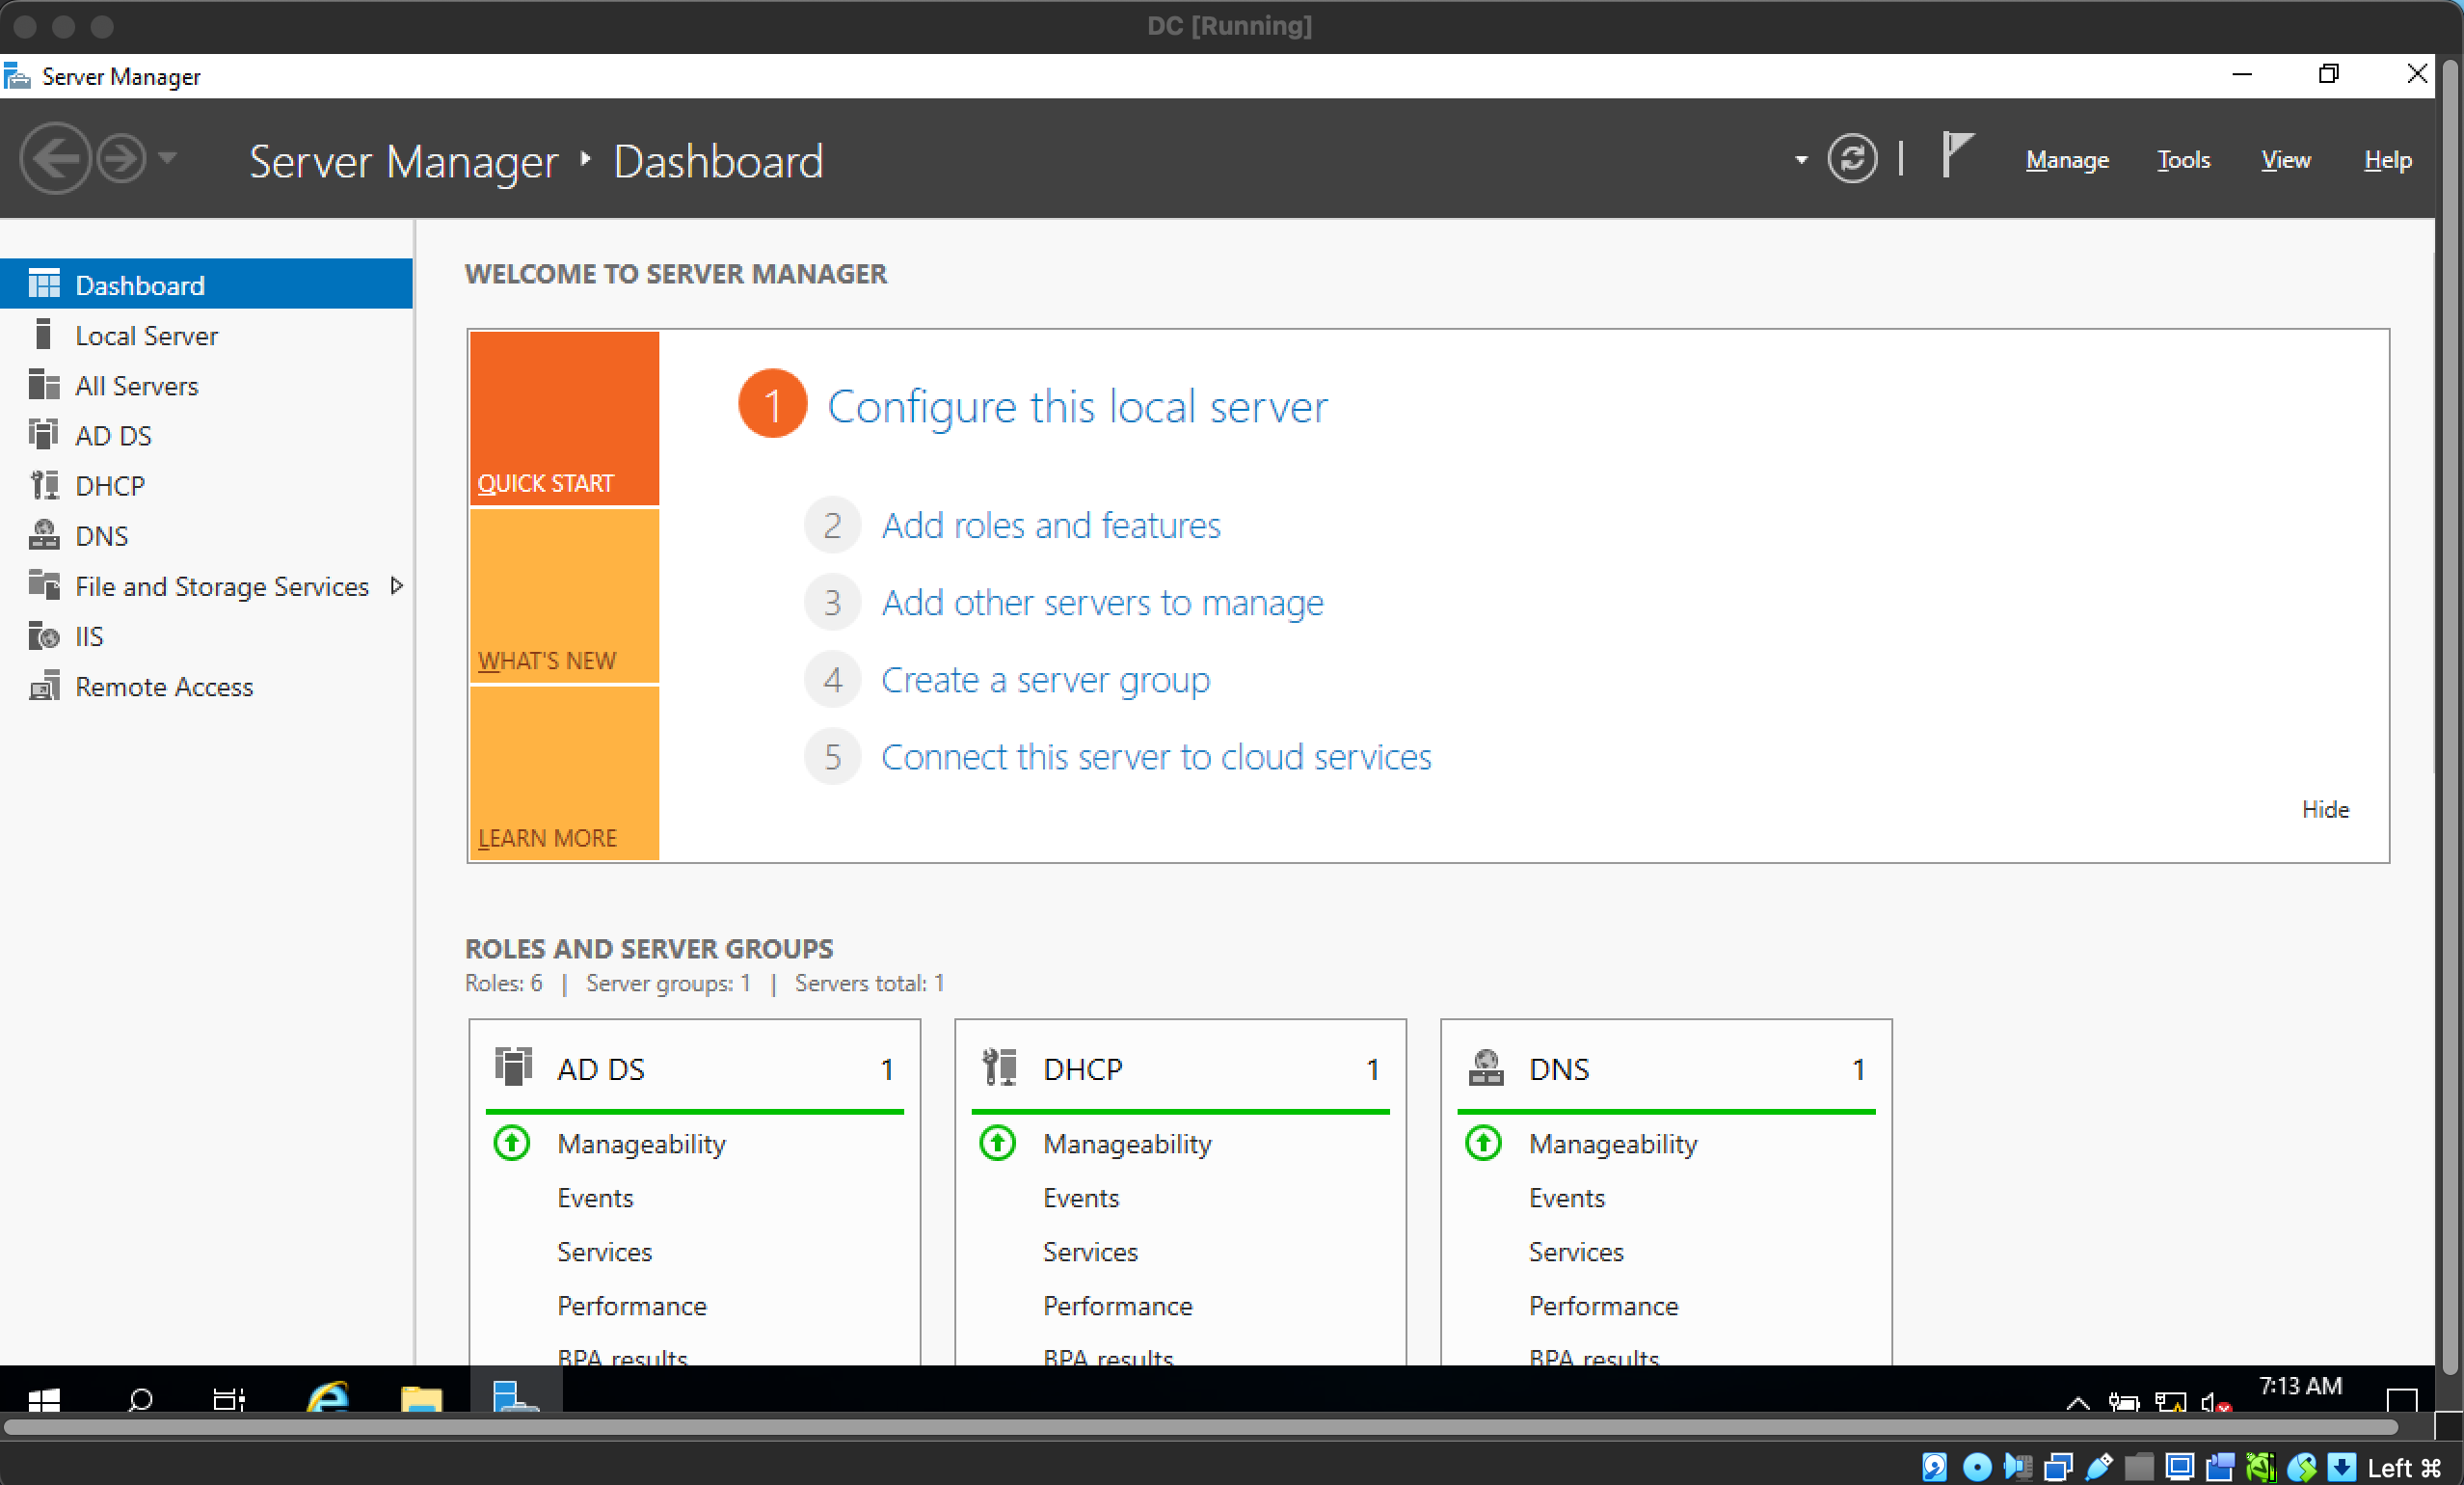 DC [Running]
Server Manager
Server Manager Dashboard
Manage Tools View Help
Dashboard
Local Server
All Servers
AD DS
DHCP
DNS
File and Storage Services
IIS
Remote Access
WELCOME TO SERVER MANAGER
QUICK START
WHAT'S NEW
LEARN MORE
1 Configure this local server
2 Add roles and features
3 Add other servers to manage
4 Create a server group
5 Connect this server to cloud services
Hide
ROLES AND SERVER GROUPS
Roles: 6 | Server groups: 1 | Servers total: 1
AD DS 1
Manageability
Events
Services
Performance
BPA results
DHCP 1
Manageability
Events
Services
Performance
BPA results
DNS 1
Manageability
Events
Services
Performance
BPA results
7:13 AM
Left ⌘